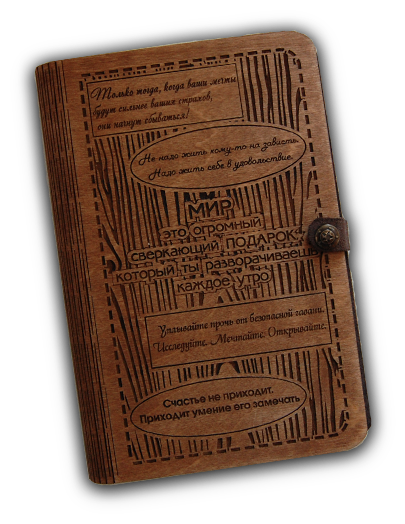 Только тогда, когда ваши мечты
будут сильнее ваших страхов,
они начнут сбываться!
Не надо жить кому-то на зависть.
Надо жить себе в удовольствие.
МИР
это огромный
сверкающий ПОДАРОК,
который ты разворачиваешь
каждое утро
Уплывайте прочь от безопасной гавани.
Исследуйте. Мечтайте. Открывайте.
Счастье не приходит.
Приходит умение его замечать